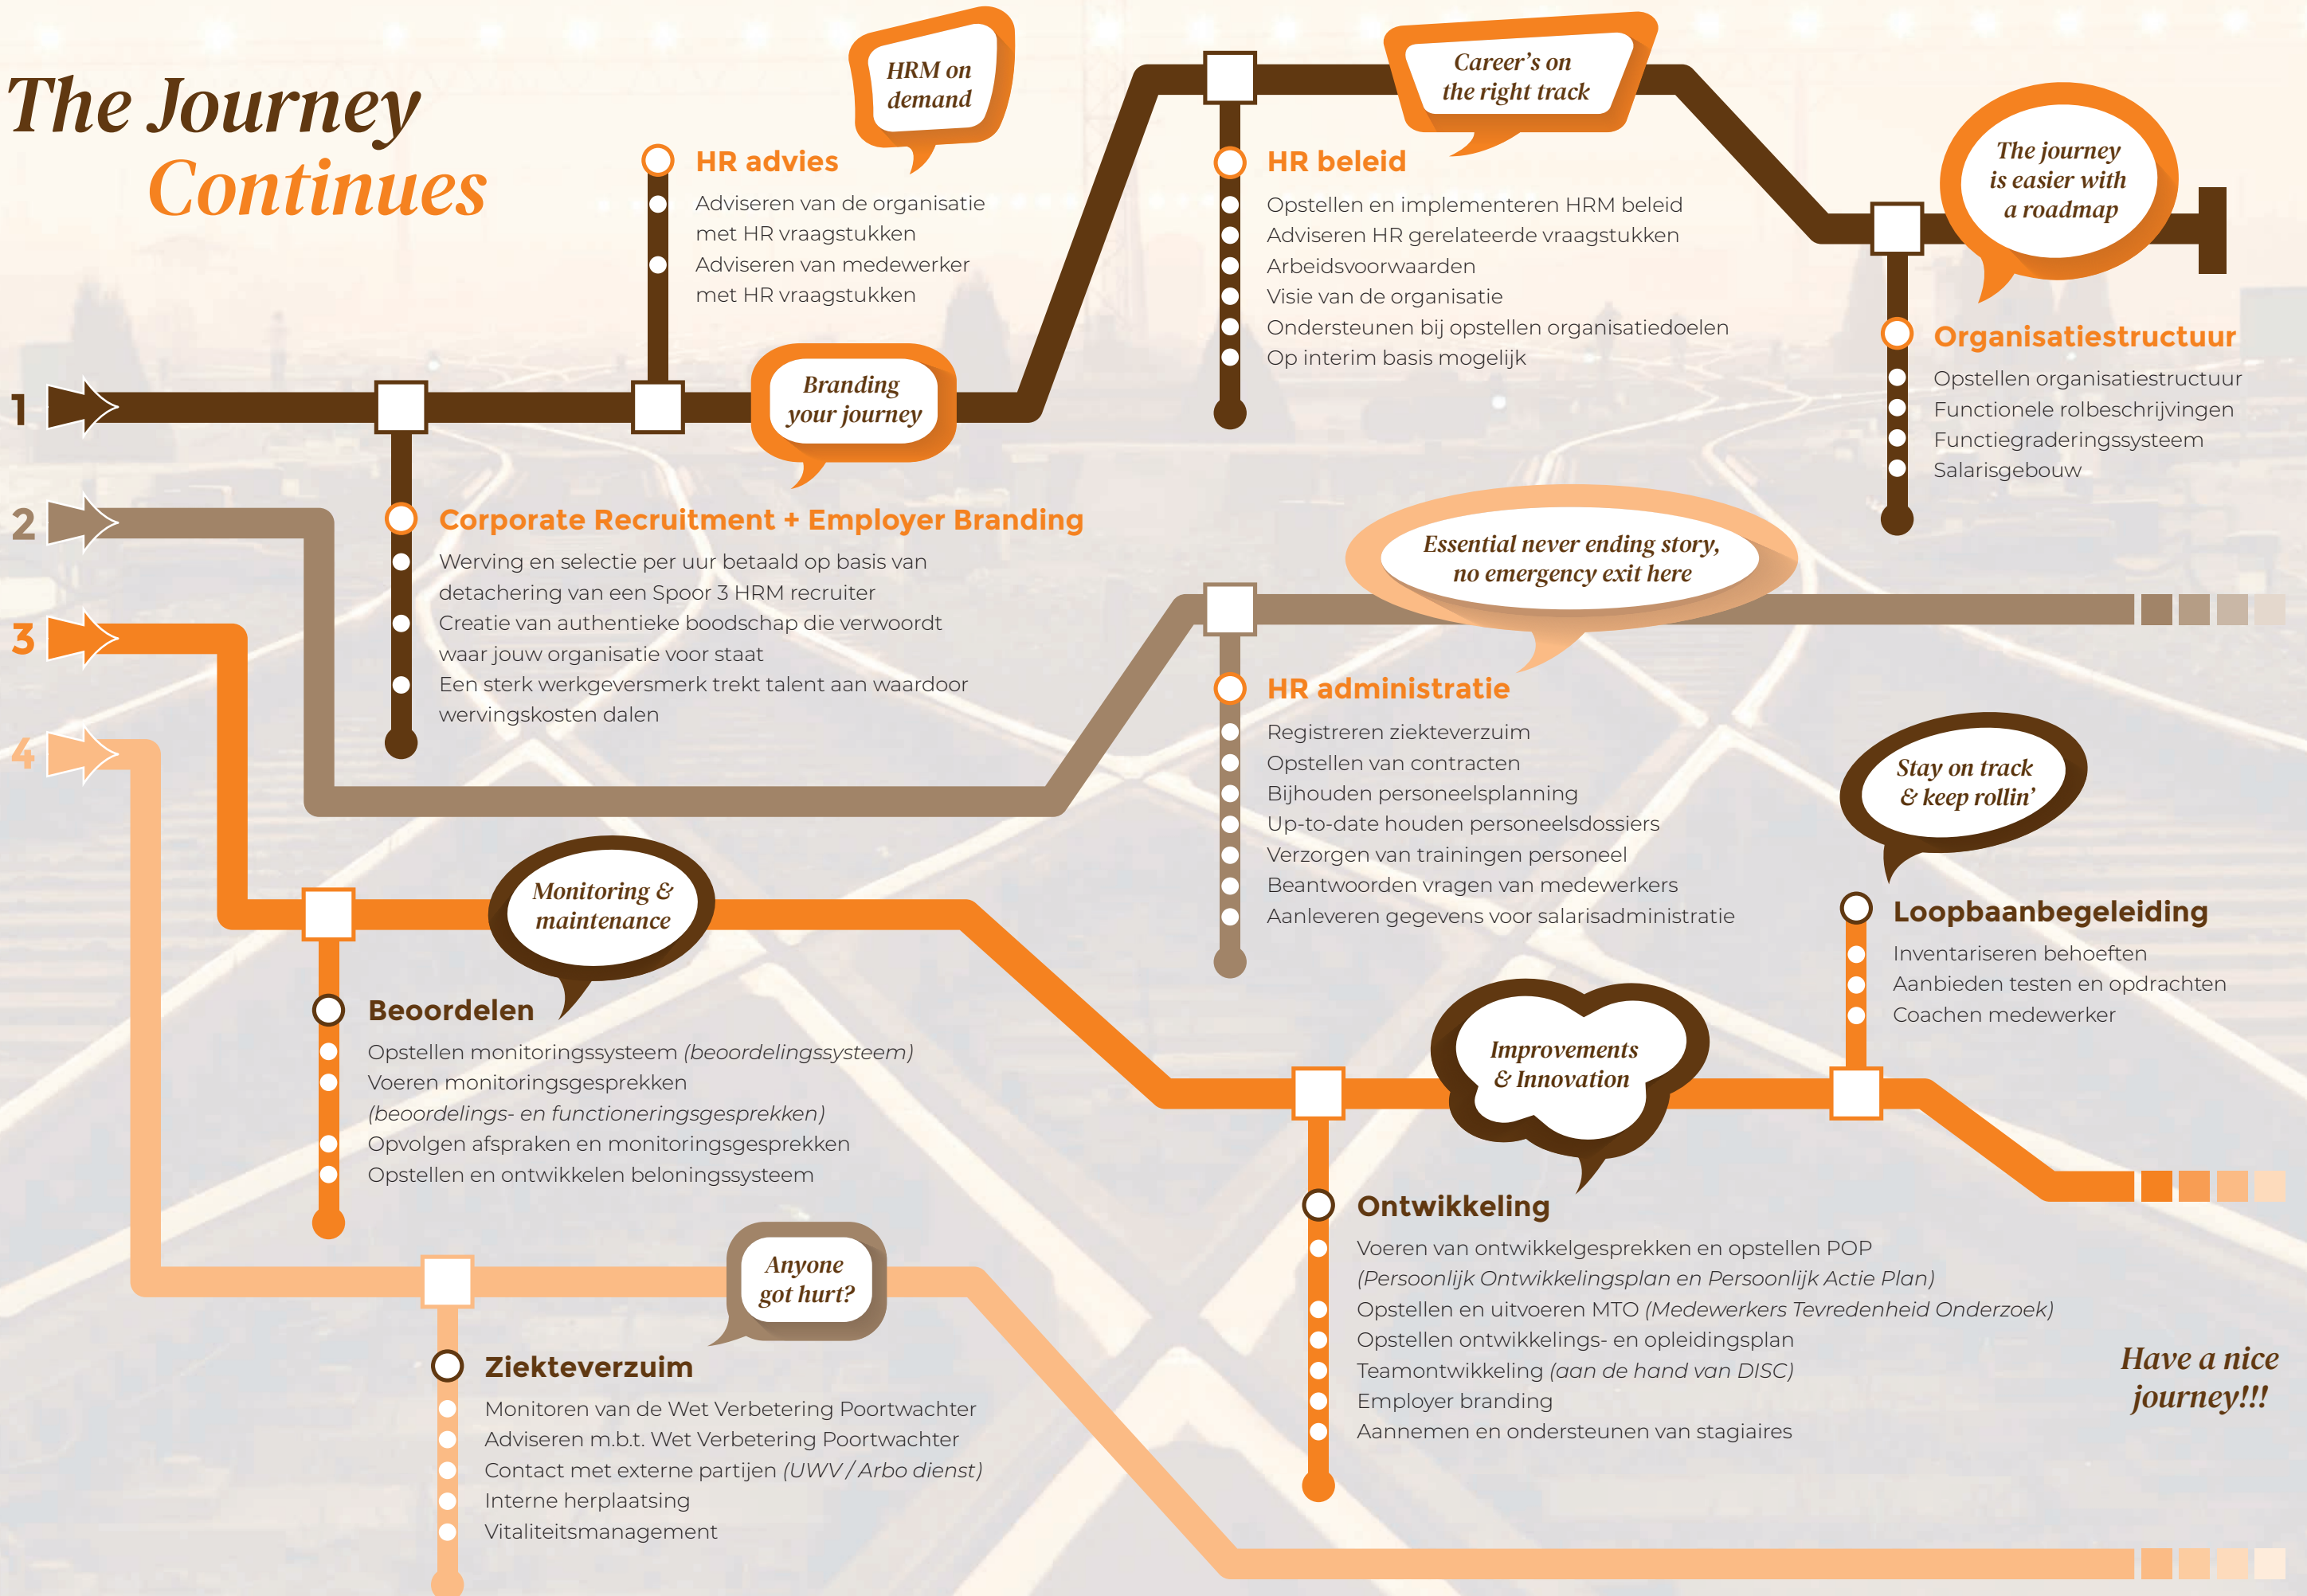 The Journey
Continues
HRM on
demand
HR advies
Adviseren van de organisatie
met HR vraagstukken
Adviseren van medewerker
met HR vraagstukken
Career's on
the right track
HR beleid
Opstellen en implementeren HRM beleid
Adviseren HR gerelateerde vraagstukken
Arbeidsvoorwaarden
Visie van de organisatie
Ondersteunen bij opstellen organisatiedoelen
Op interim basis mogelijk
The journey
is easier with
a roadmap
Organisatiestructuur
Opstellen organisatiestructuur
Functionele rolbeschrijvingen
Functiegraderingssysteem
Salarisgebouw
1
Branding
your journey
2
Corporate Recruitment + Employer Branding
Werving en selectie per uur betaald op basis van
detachering van een Spoor 3 HRM recruiter
Creatie van authentieke boodschap die verwoordt
waar jouw organisatie voor staat
Een sterk werkgeversmerk trekt talent aan waardoor
wervingskosten dalen
3
4
Essential never ending story,
no emergency exit here
HR administratie
Registreren ziekteverzuim
Opstellen van contracten
Bijhouden personeelsplanning
Up-to-date houden personeelsdossiers
Verzorgen van trainingen personeel
Beantwoorden vragen van medewerkers
Aanleveren gegevens voor salarisadministratie
Stay on track
& keep rollin'
Loopbaanbegeleiding
Inventariseren behoeften
Aanbieden testen en opdrachten
Coachen medewerker
Monitoring &
maintenance
Beoordelen
Opstellen monitoringssysteem (beoordelingssysteem)
Voeren monitoringsgesprekken
(beoordelings- en functioneringsgesprekken)
Opvolgen afspraken en monitoringsgesprekken
Opstellen en ontwikkelen beloningssysteem
Improvements
& Innovation
Ontwikkeling
Voeren van ontwikkelgesprekken en opstellen POP
(Persoonlijk Ontwikkelingsplan en Persoonlijk Actie Plan)
Opstellen en uitvoeren MTO (Medewerkers Tevredenheid Onderzoek)
Opstellen ontwikkelings- en opleidingsplan
Teamontwikkeling (aan de hand van DISC)
Employer branding
Aannemen en ondersteunen van stagiaires
Anyone
got hurt?
Ziekteverzuim
Monitoren van de Wet Verbetering Poortwachter
Adviseren m.b.t. Wet Verbetering Poortwachter
Contact met externe partijen (UWV / Arbo dienst)
Interne herplaatsing
Vitaliteitsmanagement
Have a nice
journey!!!